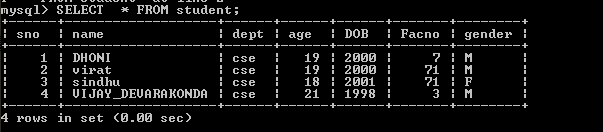 mysql> SELECT * FROM student;
sno | name | dept | age | DOB | Facno | gender
1 | DHONI | cse | 19 | 2000 | 7 | M
2 | virat | cse | 19 | 2000 | 71 | M
3 | sindhu | cse | 18 | 2001 | 71 | F
4 | VIJAY_DEVARAKONDA | cse | 21 | 1998 | 3 | M
4 rows in set (0.00 sec)